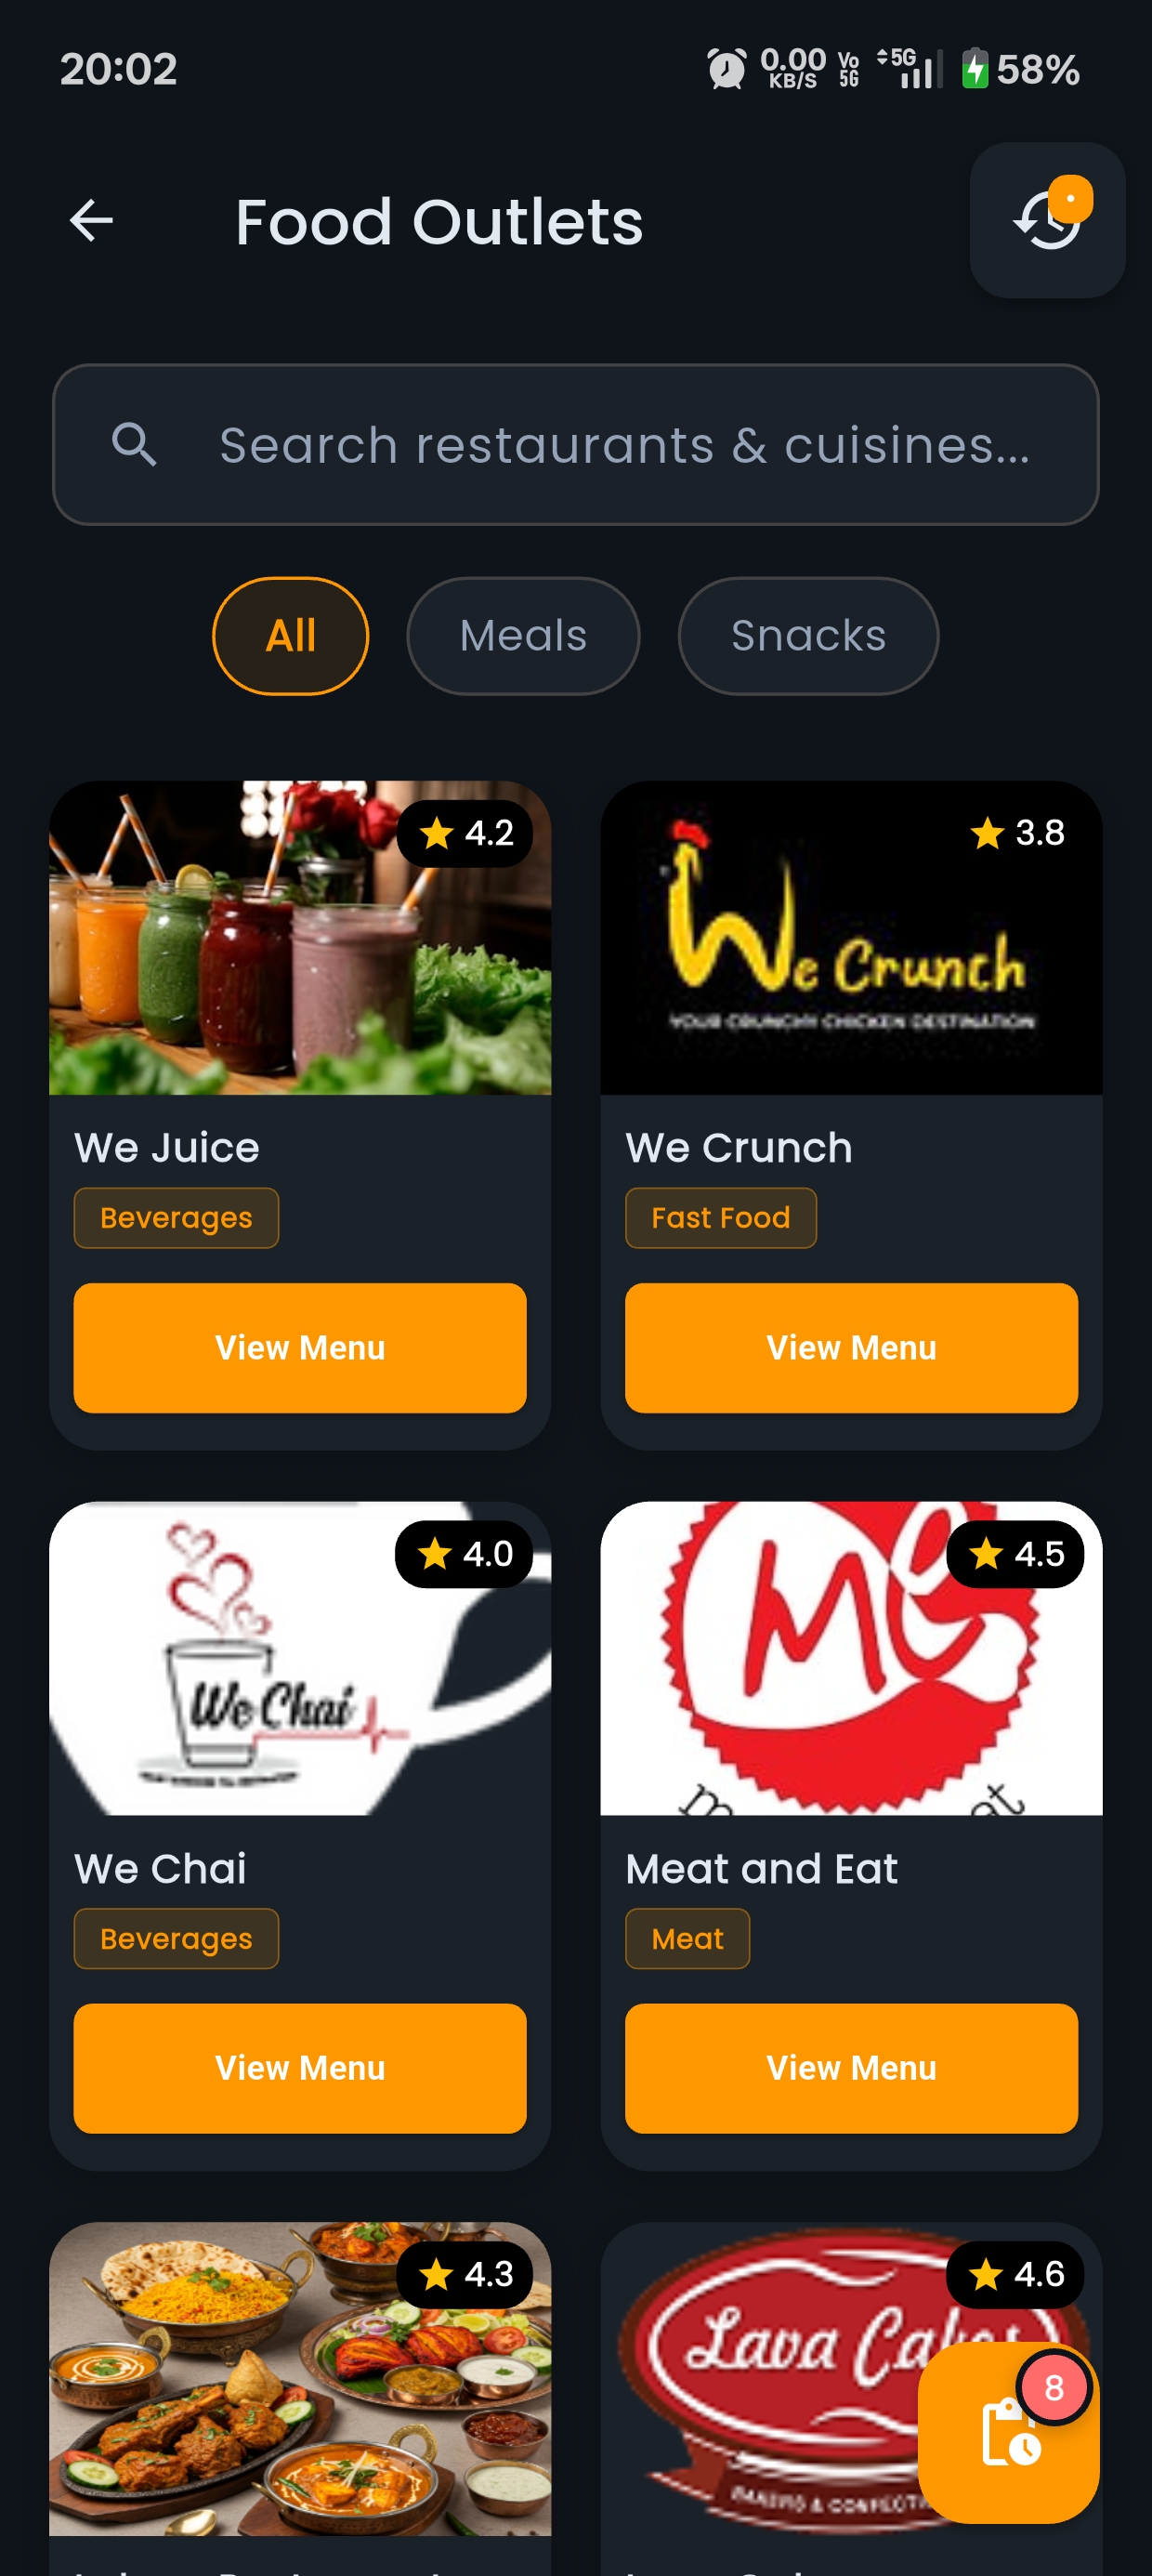 20:02
0.00
KB/S
Vo
5G
5G
58%
Food Outlets
Search restaurants & cuisines...
All
Meals
Snacks
4.2
3.8
We Crunch
YOUR CRUNCHY CHICKEN DESTINATION
We Juice
We Crunch
Beverages
Fast Food
View Menu
View Menu
4.0
4.5
We Chai
Me
We Chai
Meat and Eat
Beverages
Meat
View Menu
View Menu
4.3
4.6
Lava Cakes
8